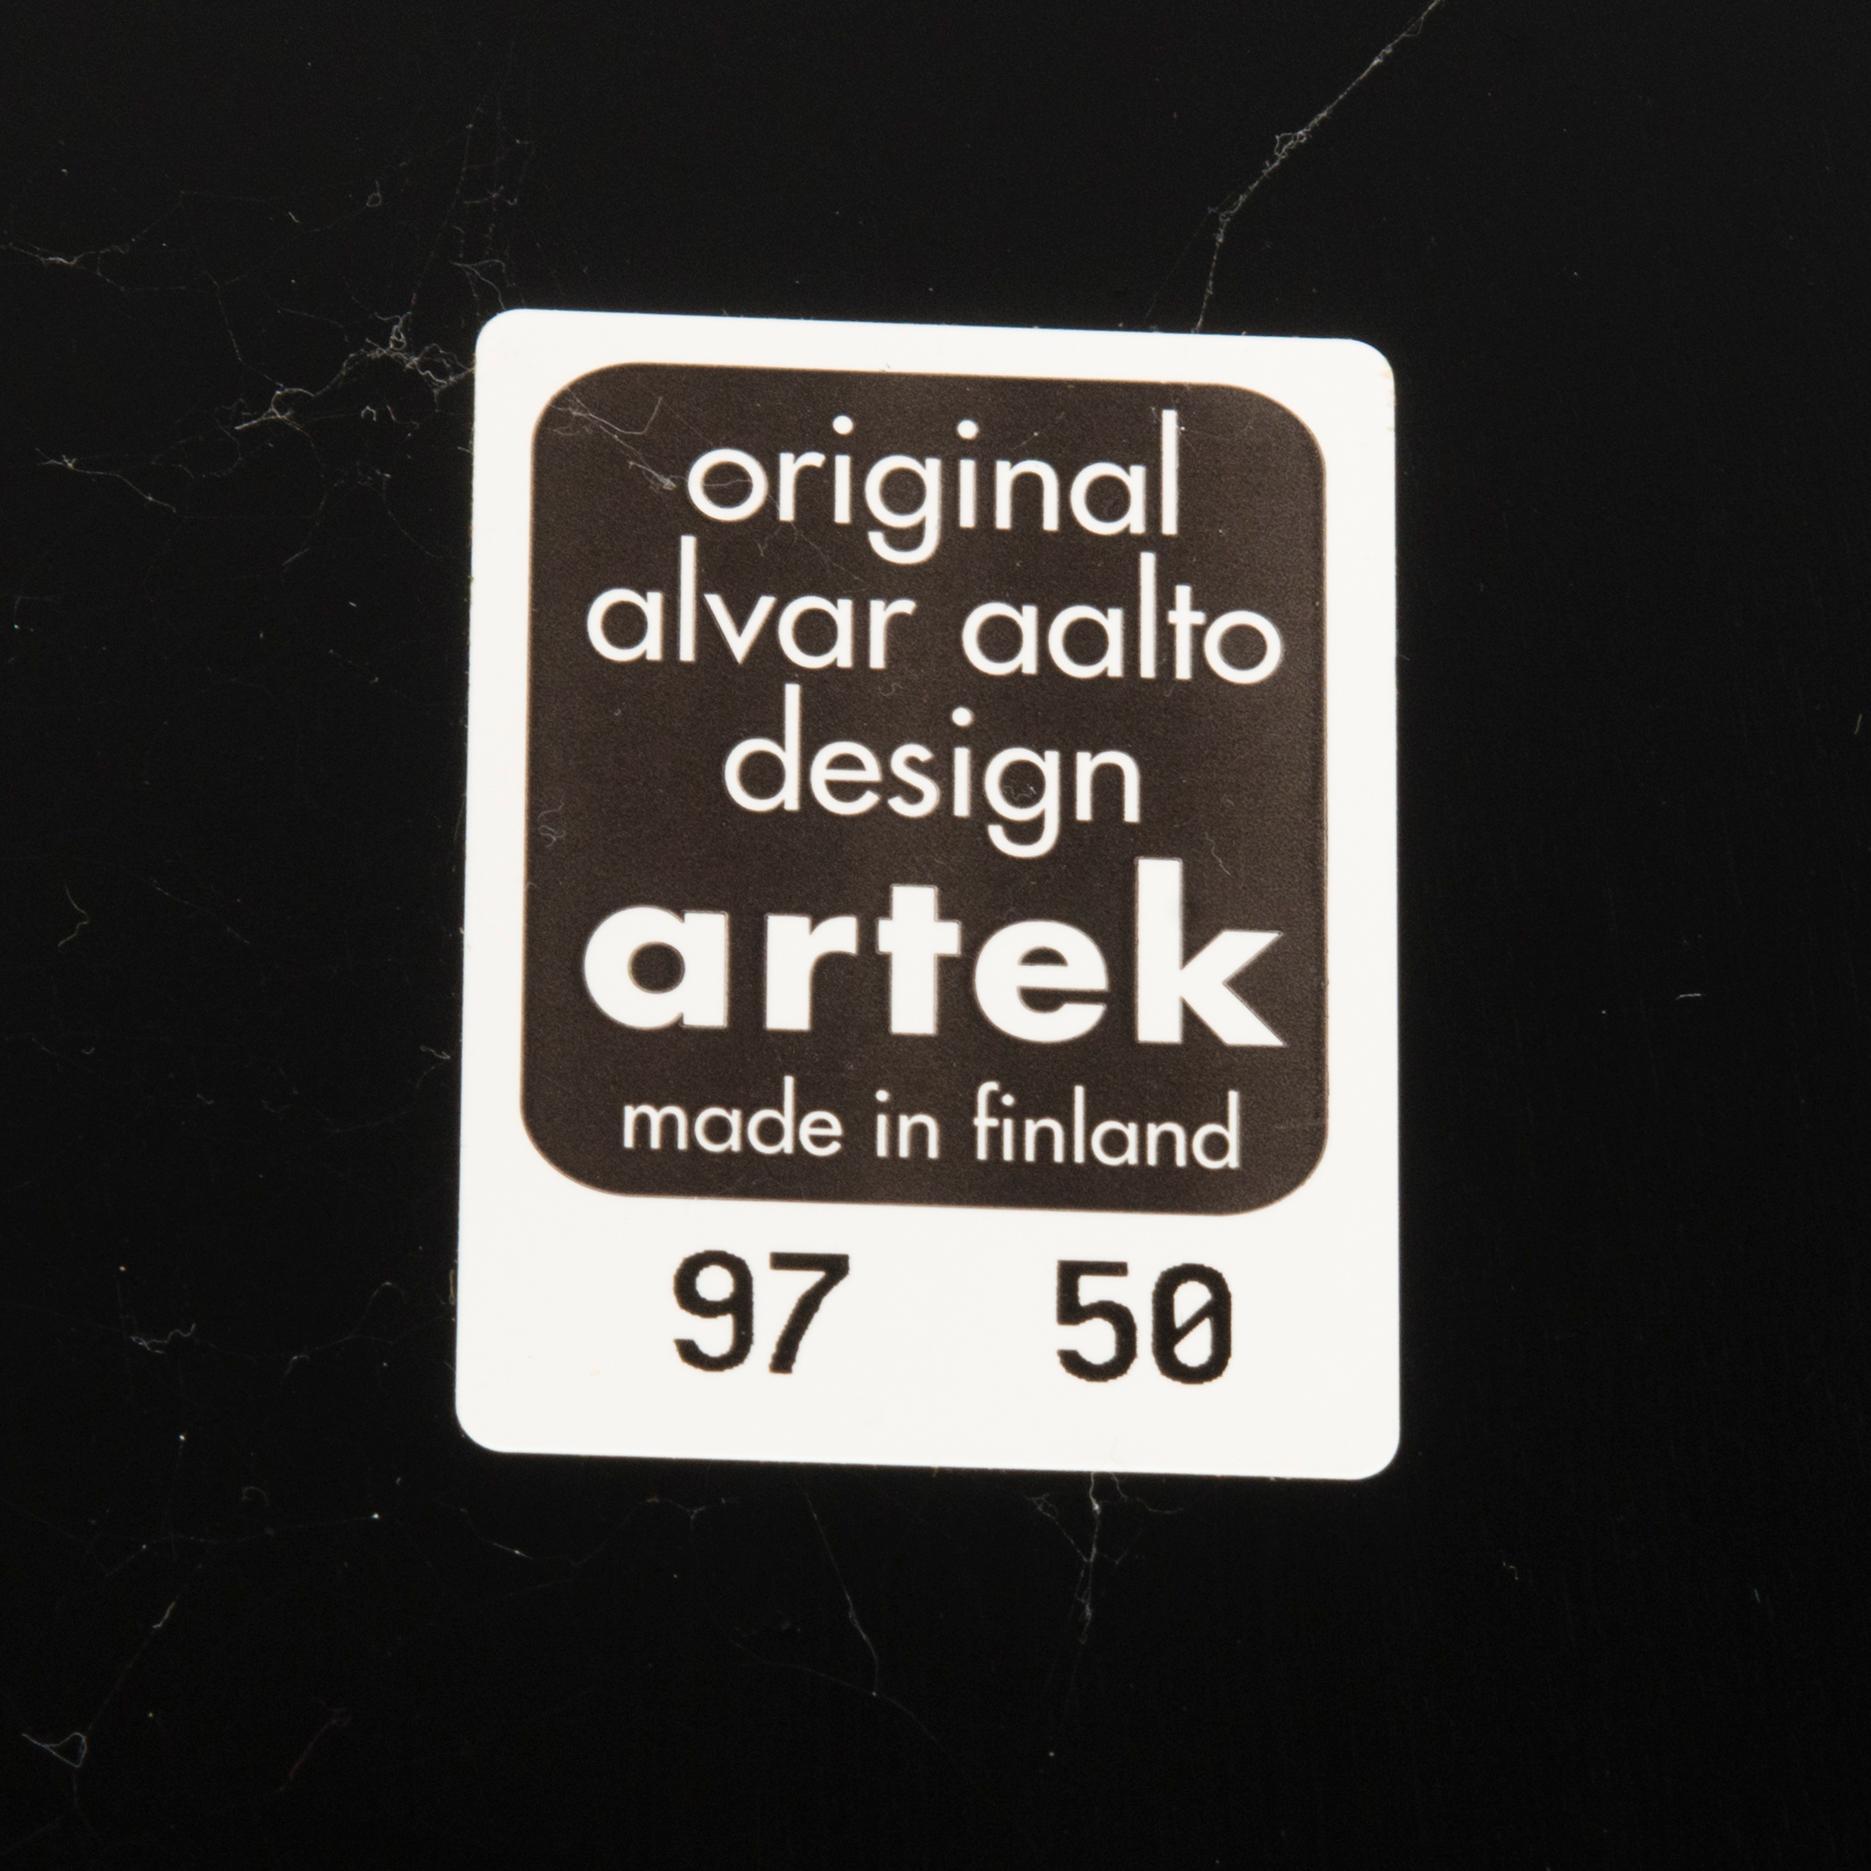 original
alvar aalto
design
artek
made in finland
97 50